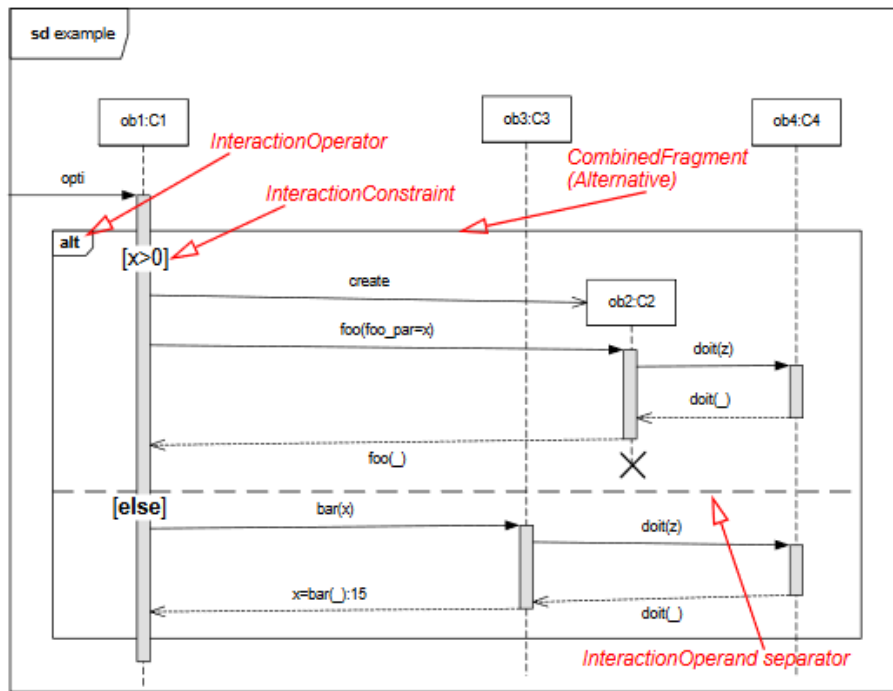 sd example
ob1:C1
ob3:C3
ob4:C4
InteractionOperator
CombinedFragment
(Alternative)
opti
InteractionConstraint
alt
[x>0]
create
ob2:C2
foo(foo_par=x)
doit(z)
doit(_)
foo(_)
[else]
bar(x)
doit(z)
x=bar(_):15
doit(_)
InteractionOperand separator